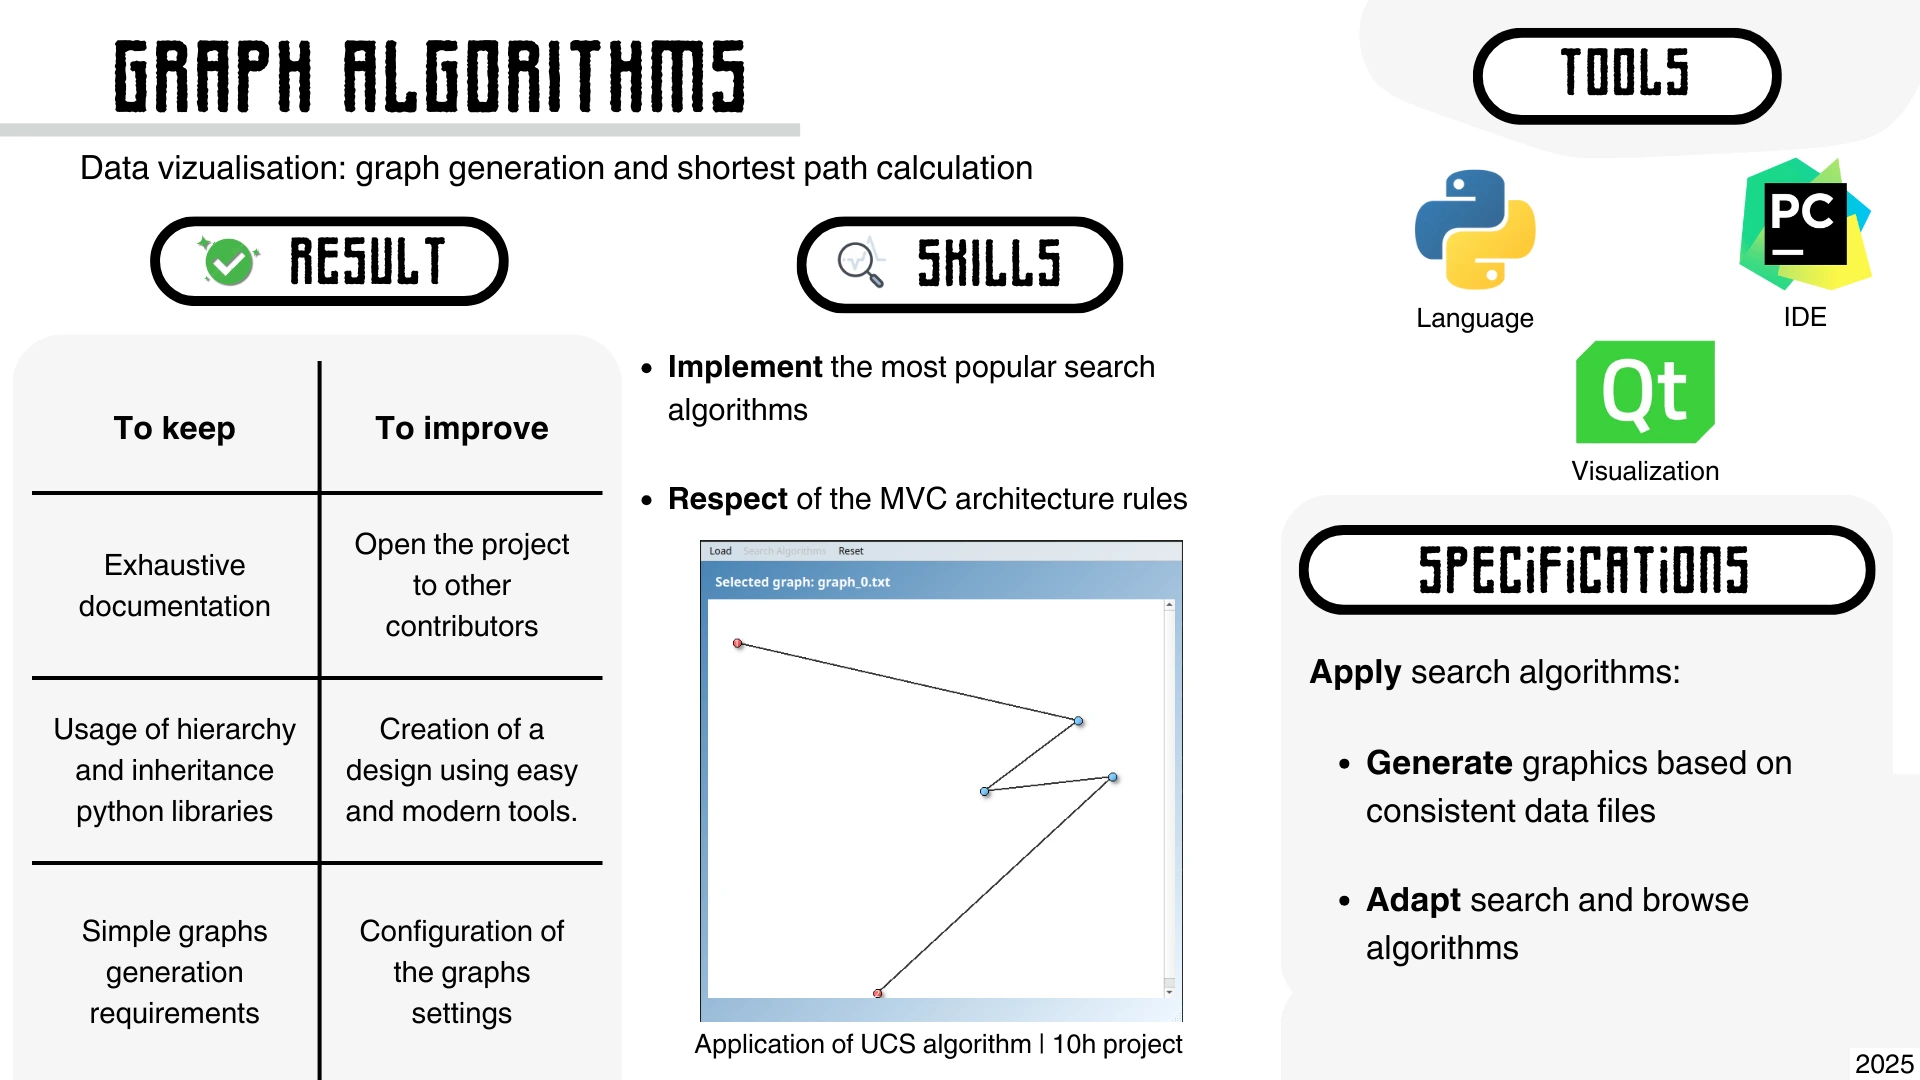 GRAPH ALGORITHMS
Data vizualisation: graph generation and shortest path calculation
RESULT
To keep
To improve
Exhaustive
documentation
Open the project
to other
contributors
Usage of hierarchy
and inheritance
python libraries
Creation of a
design using easy
and modern tools.
Simple graphs
generation
requirements
Configuration of
the graphs
settings
SKILLS
• Implement the most popular search
algorithms
• Respect of the MVC architecture rules
Load Search Algorithms Reset
Selected graph: graph_0.txt
Application of UCS algorithm | 10h project
TOOLS
PC
Language
IDE
Qt
Visualization
SPECiFiCATiONS
Apply search algorithms:
• Generate graphics based on
consistent data files
• Adapt search and browse
algorithms
2025